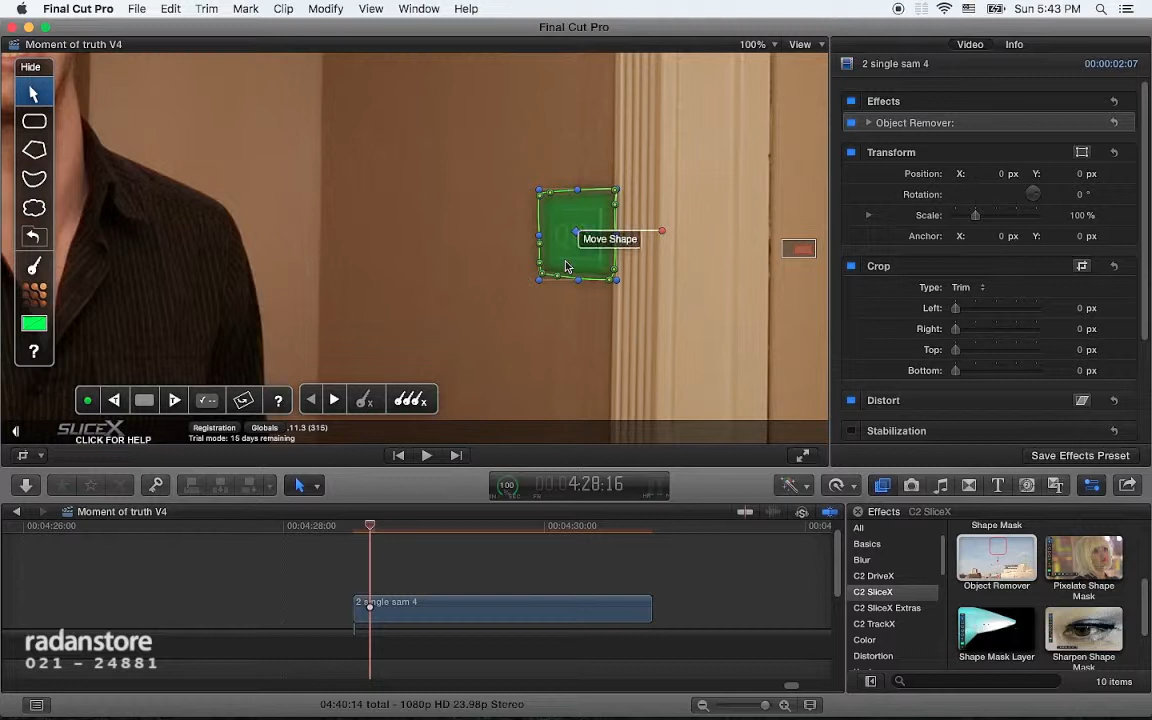 Final Cut Pro File Edit Trim Mark Clip Modify View Window Help Sun 5:43 PM
Final Cut Pro
Moment of truth V4 100% View Video Info
Hide
2 single sam 4 00:00:02:07
Effects
Object Remover:
Transform
Position: X: 0 px Y: 0 px
Rotation: 0 °
Scale: 100 %
Anchor: X: 0 px Y: 0 px
Move Shape
Crop
Type: Trim
Left: 0 px
Right: 0 px
Top: 0 px
Bottom: 0 px
Distort
Stabilization
?
?
SLICEX
CLICK FOR HELP
Registration Globals .11.3 (315)
Trial mode: 15 days remaining
Save Effects Preset
100 4:28:16
Moment of truth V4
00:04:26:00 00:04:28:00 00:04:30:00 00:04
2 single sam 4
Effects C2 SliceX
All
Basics
Blur
C2 DriveX
C2 SliceX
C2 SliceX Extras
C2 TrackX
Color
Distortion
Shape Mask
Object Remover
Pixelate Shape Mask
Shape Mask Layer
Sharpen Shape Mask
10 items
radanstore
021 - 24881
04:40:14 total - 1080p HD 23.98p Stereo